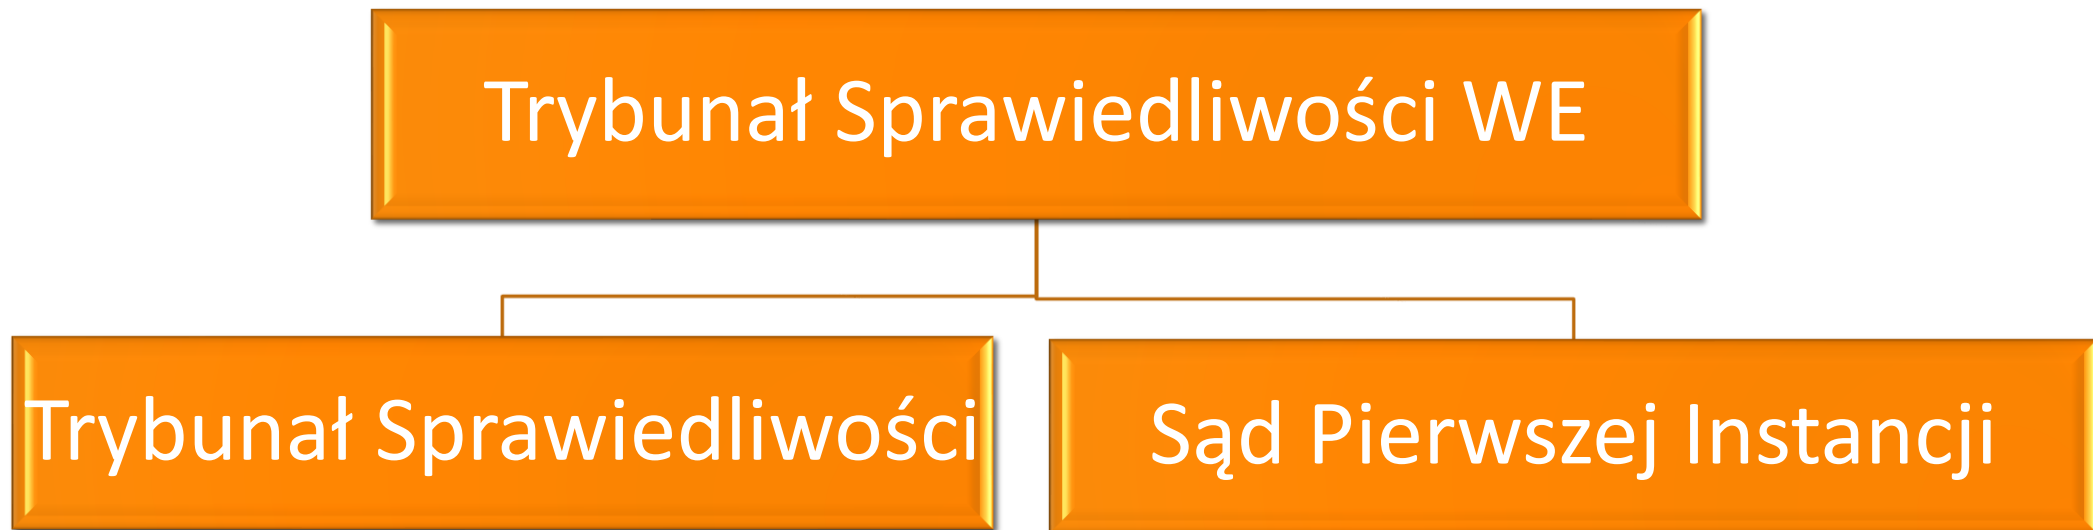 Trybunał Sprawiedliwości WE
Trybunał Sprawiedliwości
Sąd Pierwszej Instancji